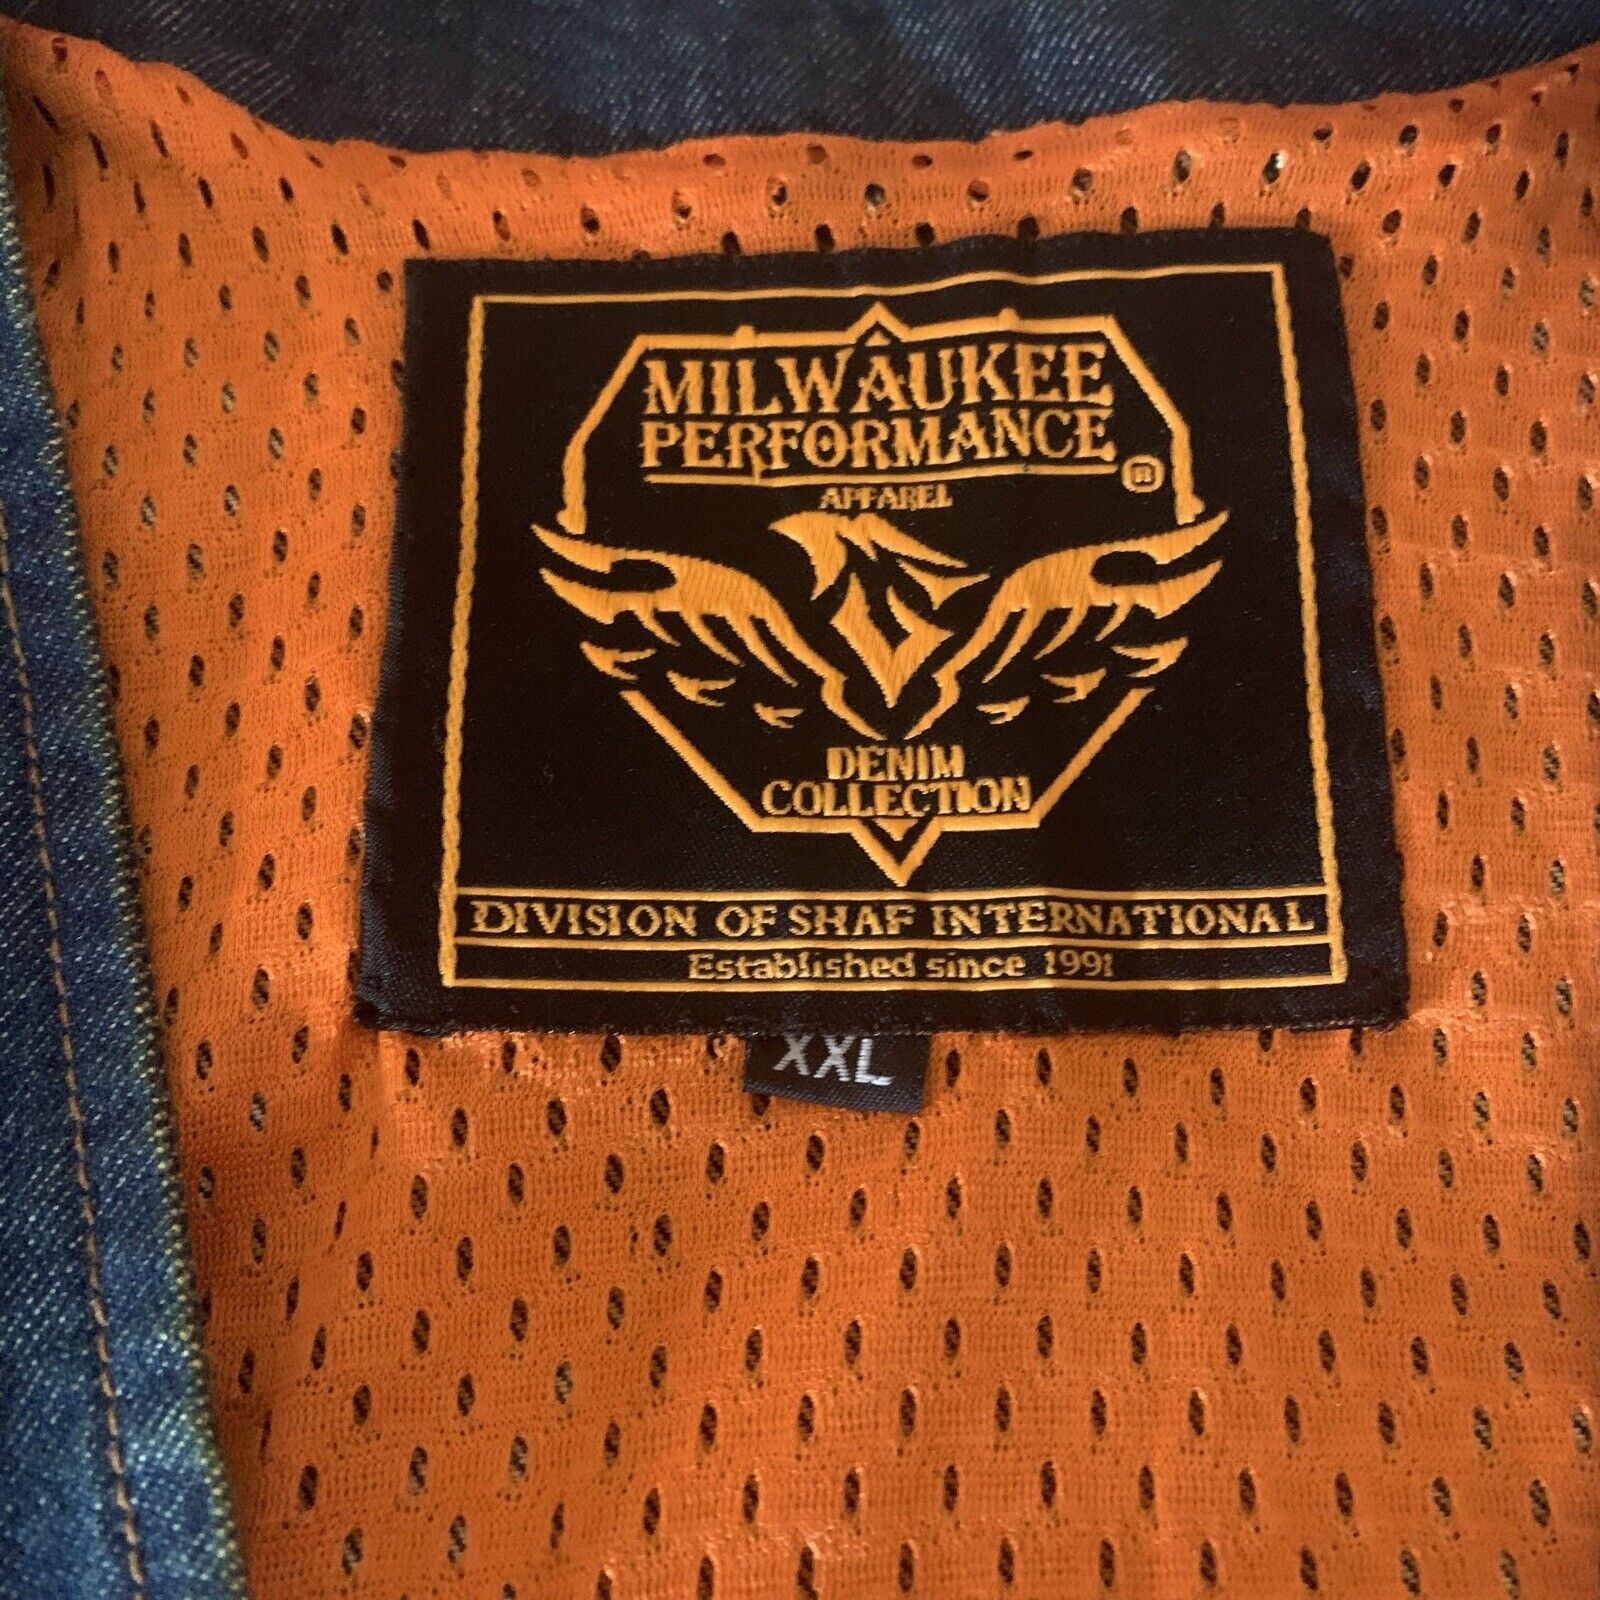 MILWAUKEE
PERFORMANCE ®
APPAREL
DENIM
COLLECTION
DIVISION OF SHAF INTERNATIONAL
Established since 1991
XXL